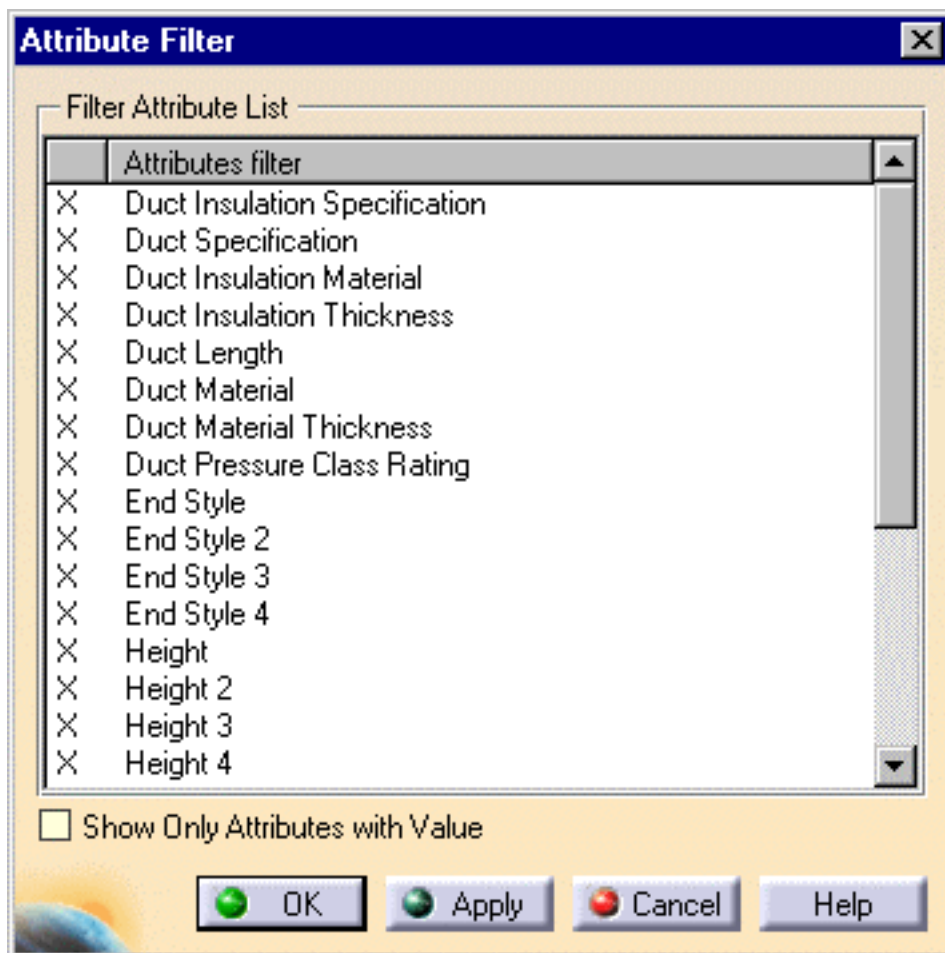 Attribute Filter
Filter Attribute List
Attributes filter
X Duct Insulation Specification
X Duct Specification
X Duct Insulation Material
X Duct Insulation Thickness
X Duct Length
X Duct Material
X Duct Material Thickness
X Duct Pressure Class Rating
X End Style
X End Style 2
X End Style 3
X End Style 4
X Height
X Height 2
X Height 3
X Height 4
Show Only Attributes with Value
OK Apply Cancel Help